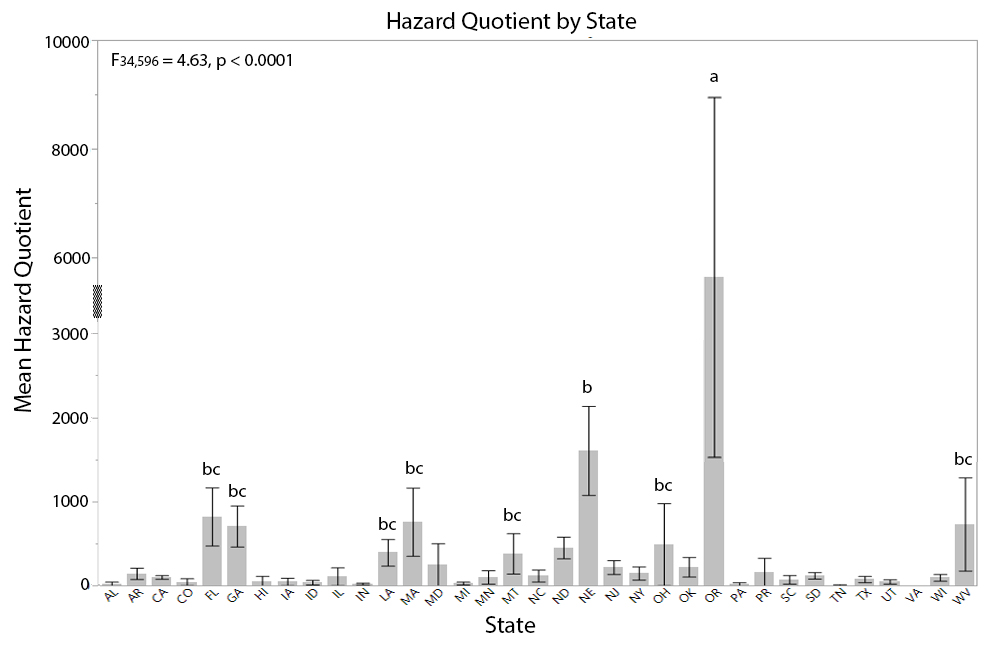 Hazard Quotient by State
10000
F34,596 = 4.63, p < 0.0001
a
8000
6000
3000
b
2000
bc
bc
bc
bc
bc
bc
bc
1000
0
Mean Hazard Quotient
AL AR CA CO FL GA HI IA ID IL IN LA MA MD MI MN MT NC ND NE NJ NY OH OK OR PA PR SC SD TN TX UT VA WI WV
State